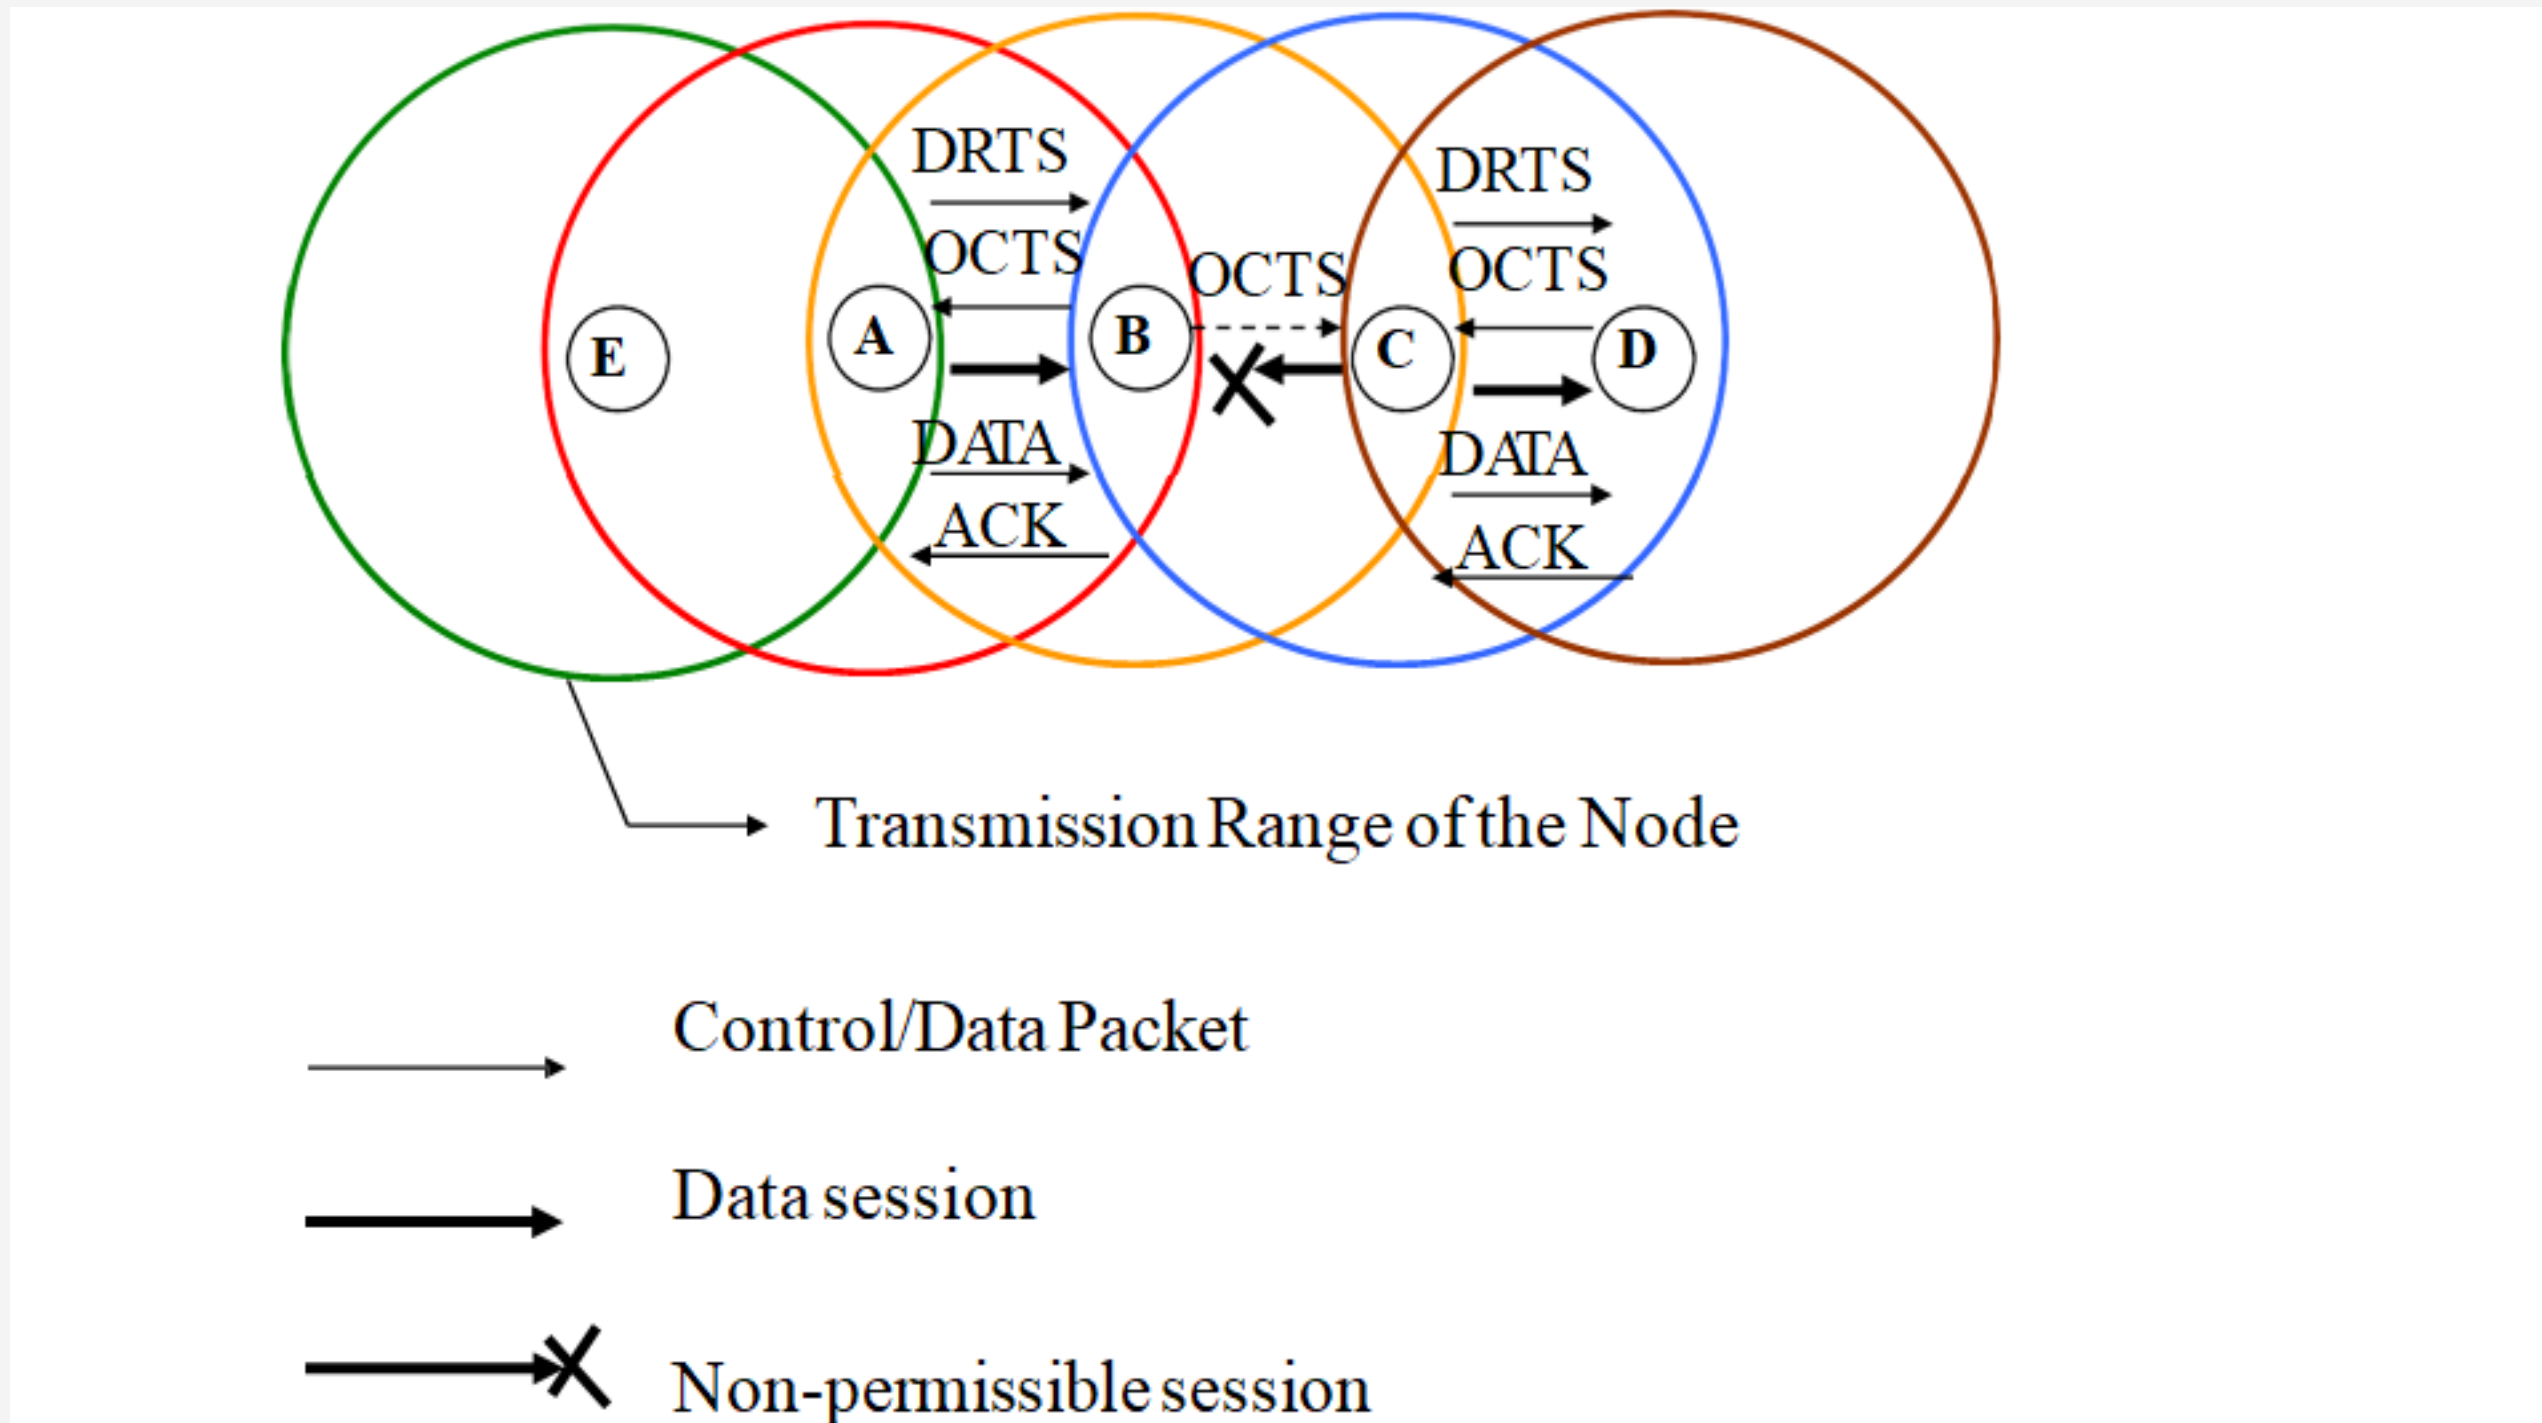 DRTS
DRTS
OCTS
OCTS
OCTS
E
A
B
C
D
DATA
DATA
ACK
ACK
Transmission Range of the Node
Control/Data Packet
Data session
Non-permissible session